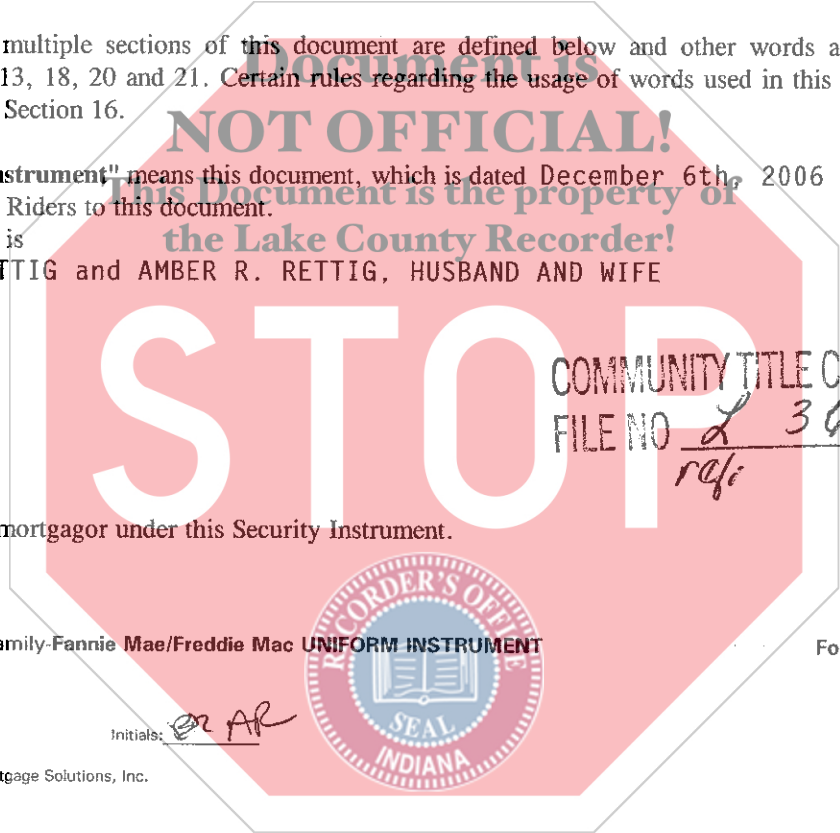 multiple sections of this document are defined below and other words a
Document is
13, 18, 20 and 21. Certain rules regarding the usage of words used in this
Section 16.
NOT OFFICIAL!
strument" means this document, which is dated December 6th, 2006
This Document is the property of
Riders to this document.
is
the Lake County Recorder!
TTIG and AMBER R. RETTIG, HUSBAND AND WIFE
STOP
COMMUNITY TITLE C
FILE NO L 3
refi
mortgagor under this Security Instrument.
RECORDER'S OFFICE
amily-Fannie Mae/Freddie Mac UNIFORM INSTRUMENT
Fo
SEAL
Initials: AR
INDIANA
tgage Solutions, Inc.